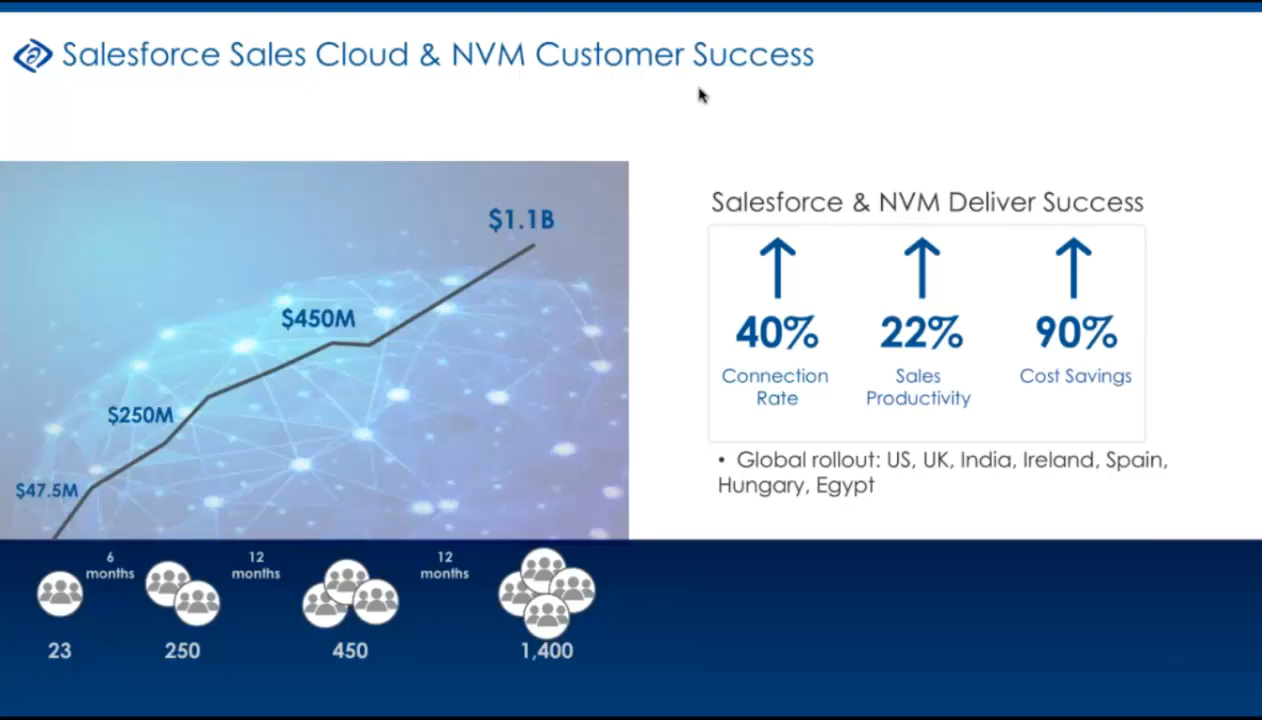 Salesforce Sales Cloud & NVM Customer Success
$1.1B
$450M
$250M
$47.5M
Salesforce & NVM Deliver Success
40%
22%
90%
Connection
Rate
Sales
Productivity
Cost Savings
• Global rollout: US, UK, India, Ireland, Spain,
Hungary, Egypt
6
months
12
months
12
months
23
250
450
1,400